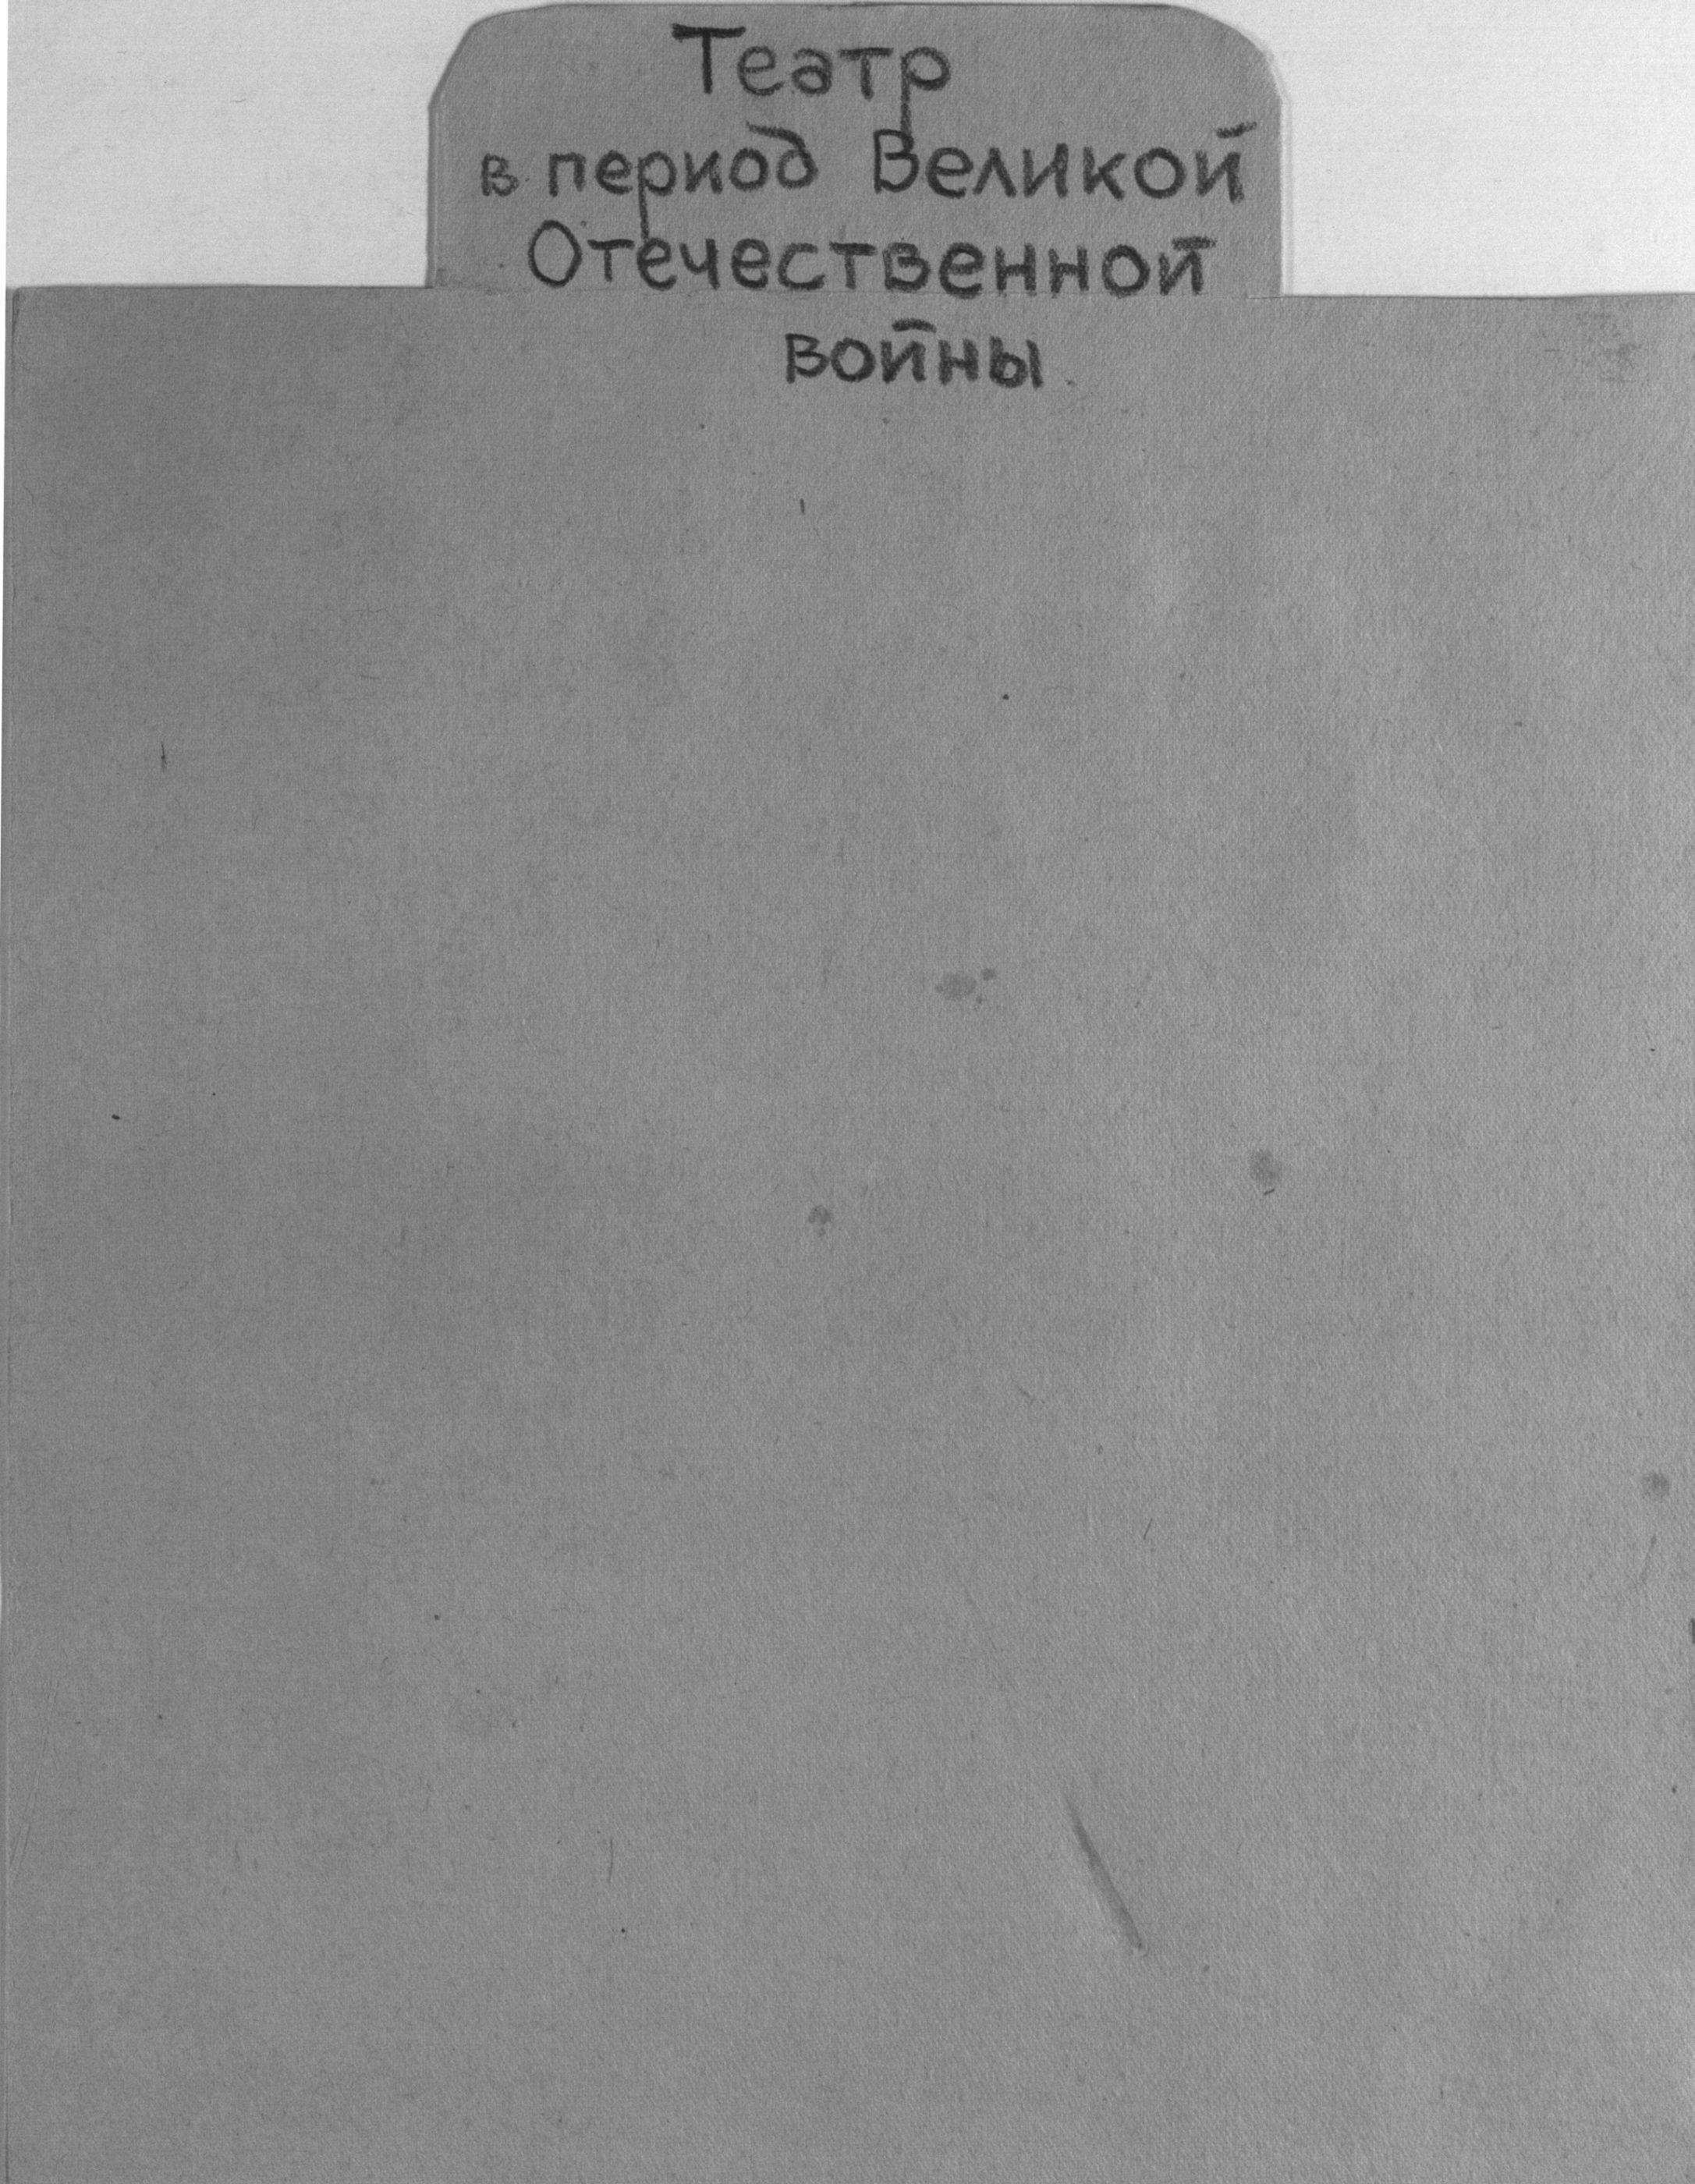 Театр
в период Великой
Отечественной
войны